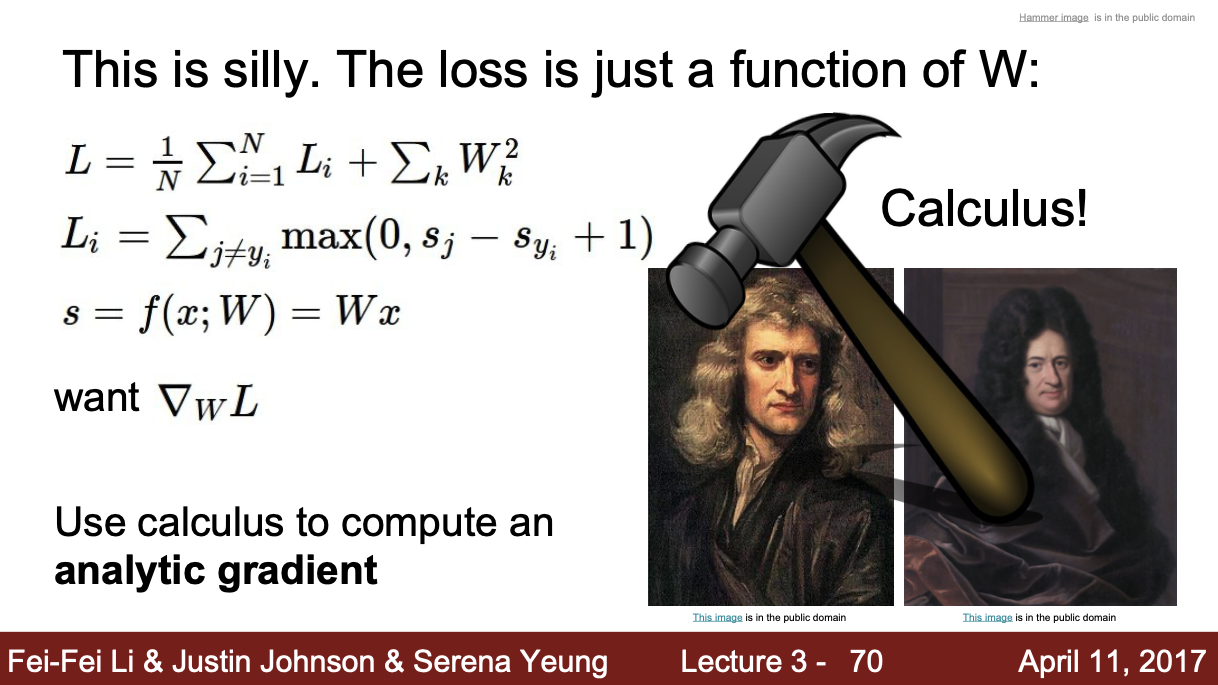 Hammer image is in the public domain
This is silly. The loss is just a function of W:
L = \frac{1}{N} \sum_{i=1}^{N} L_i + \sum_k W_k^2
Calculus!
L_i = \sum_{j \neq y_i} \max(0, s_j - s_{y_i} + 1)
s = f(x; W) = Wx
want \nabla_W L
Use calculus to compute an
analytic gradient
This image is in the public domain
This image is in the public domain
Fei-Fei Li & Justin Johnson & Serena Yeung Lecture 3 - 70 April 11, 2017